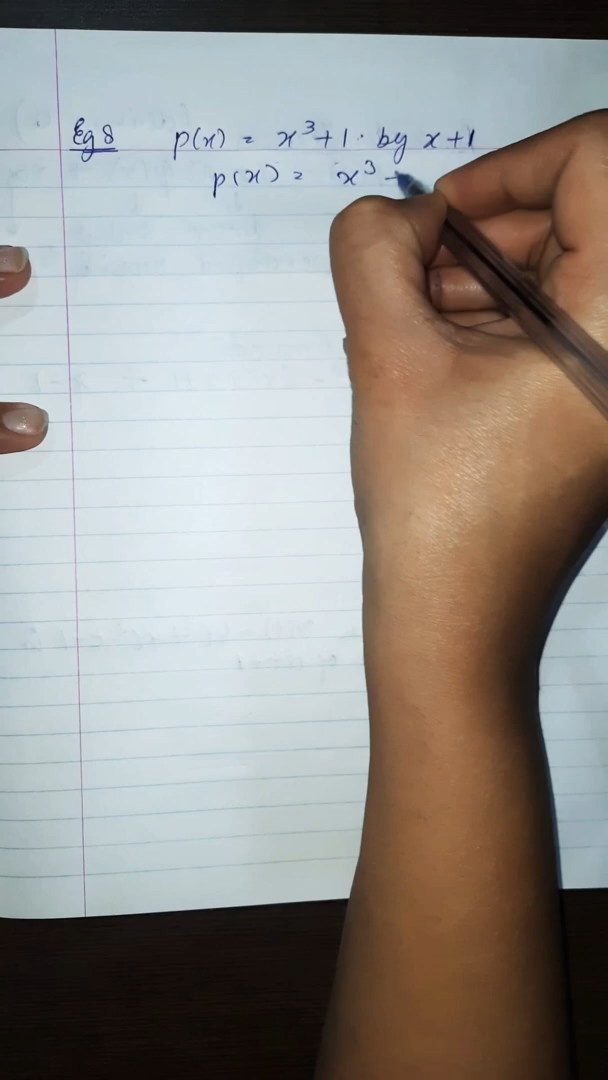 Eg 8 p(x) = x³+1. by x+1
p(x) = x³